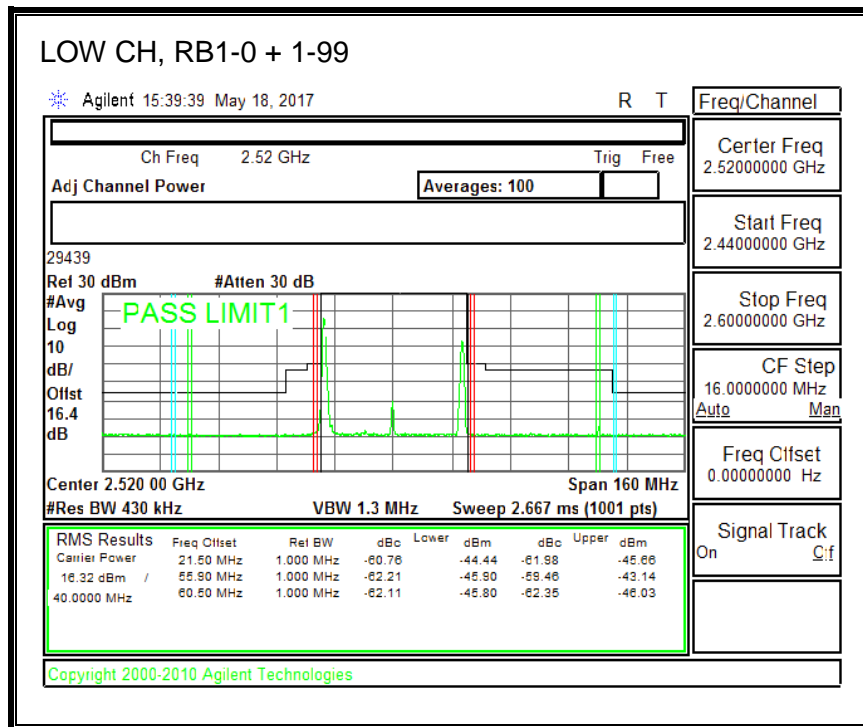 LOW CH, RB1-0 + 1-99
Agilent 15:39:39 May 18, 2017 R T
Ch Freq 2.52 GHz Trig Free
Adj Channel Power Averages: 100
29439
Ref 30 dBm #Atten 30 dB
#Avg
Log
10
dB/
Offst
16.4
dB
PASS LIMIT1
Center 2.520 00 GHz Span 160 MHz
#Res BW 430 kHz VBW 1.3 MHz Sweep 2.667 ms (1001 pts)
RMS Results Freq Offset Ref BW dBc Lower dBm dBc Upper dBm
Carrier Power 21.50 MHz 1.000 MHz -60.76 -44.44 -61.98 -45.66
16.32 dBm / 55.90 MHz 1.000 MHz -62.21 -45.90 -59.46 -43.14
40.0000 MHz 60.50 MHz 1.000 MHz -62.11 -45.80 -62.35 -46.03
Copyright 2000-2010 Agilent Technologies
Freq/Channel
Center Freq
2.52000000 GHz
Start Freq
2.44000000 GHz
Stop Freq
2.60000000 GHz
CF Step
16.0000000 MHz
Auto Man
Freq Offset
0.00000000 Hz
Signal Track
On Off